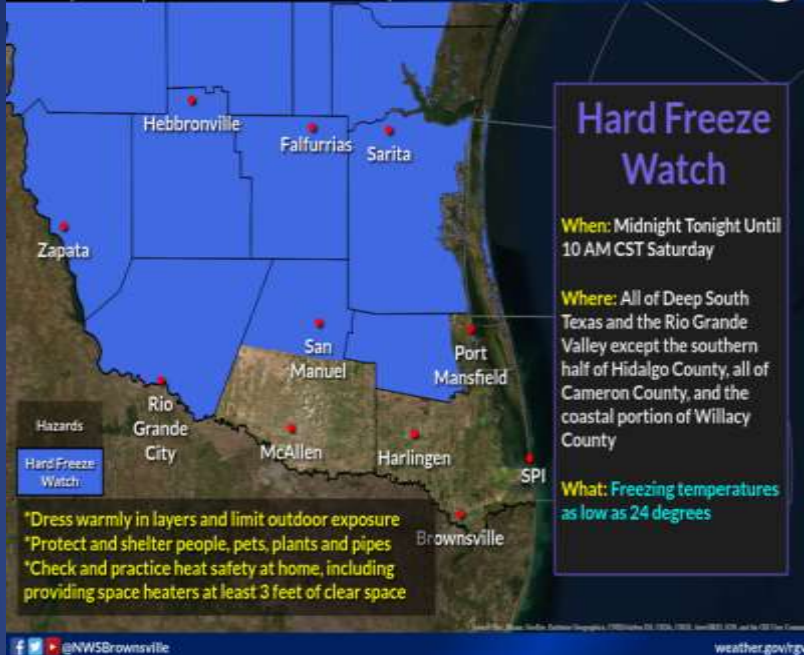 Hebbronville
Falfurrias
Sarita
Zapata
San
Manuel
Port
Mansfield
Rio
Grande
City
McAllen
Harlingen
SPI
Brownsville
Hazards
Hard Freeze
Watch
*Dress warmly in layers and limit outdoor exposure
*Protect and shelter people, pets, plants and pipes
*Check and practice heat safety at home, including
providing space heaters at least 3 feet of clear space
Hard Freeze
Watch
When: Midnight Tonight Until
10 AM CST Saturday
Where: All of Deep South
Texas and the Rio Grande
Valley except the southern
half of Hidalgo County, all of
Cameron County, and the
coastal portion of Willacy
County
What: Freezing temperatures
as low as 24 degrees
@NWSBrownsville
weather.gov/rg